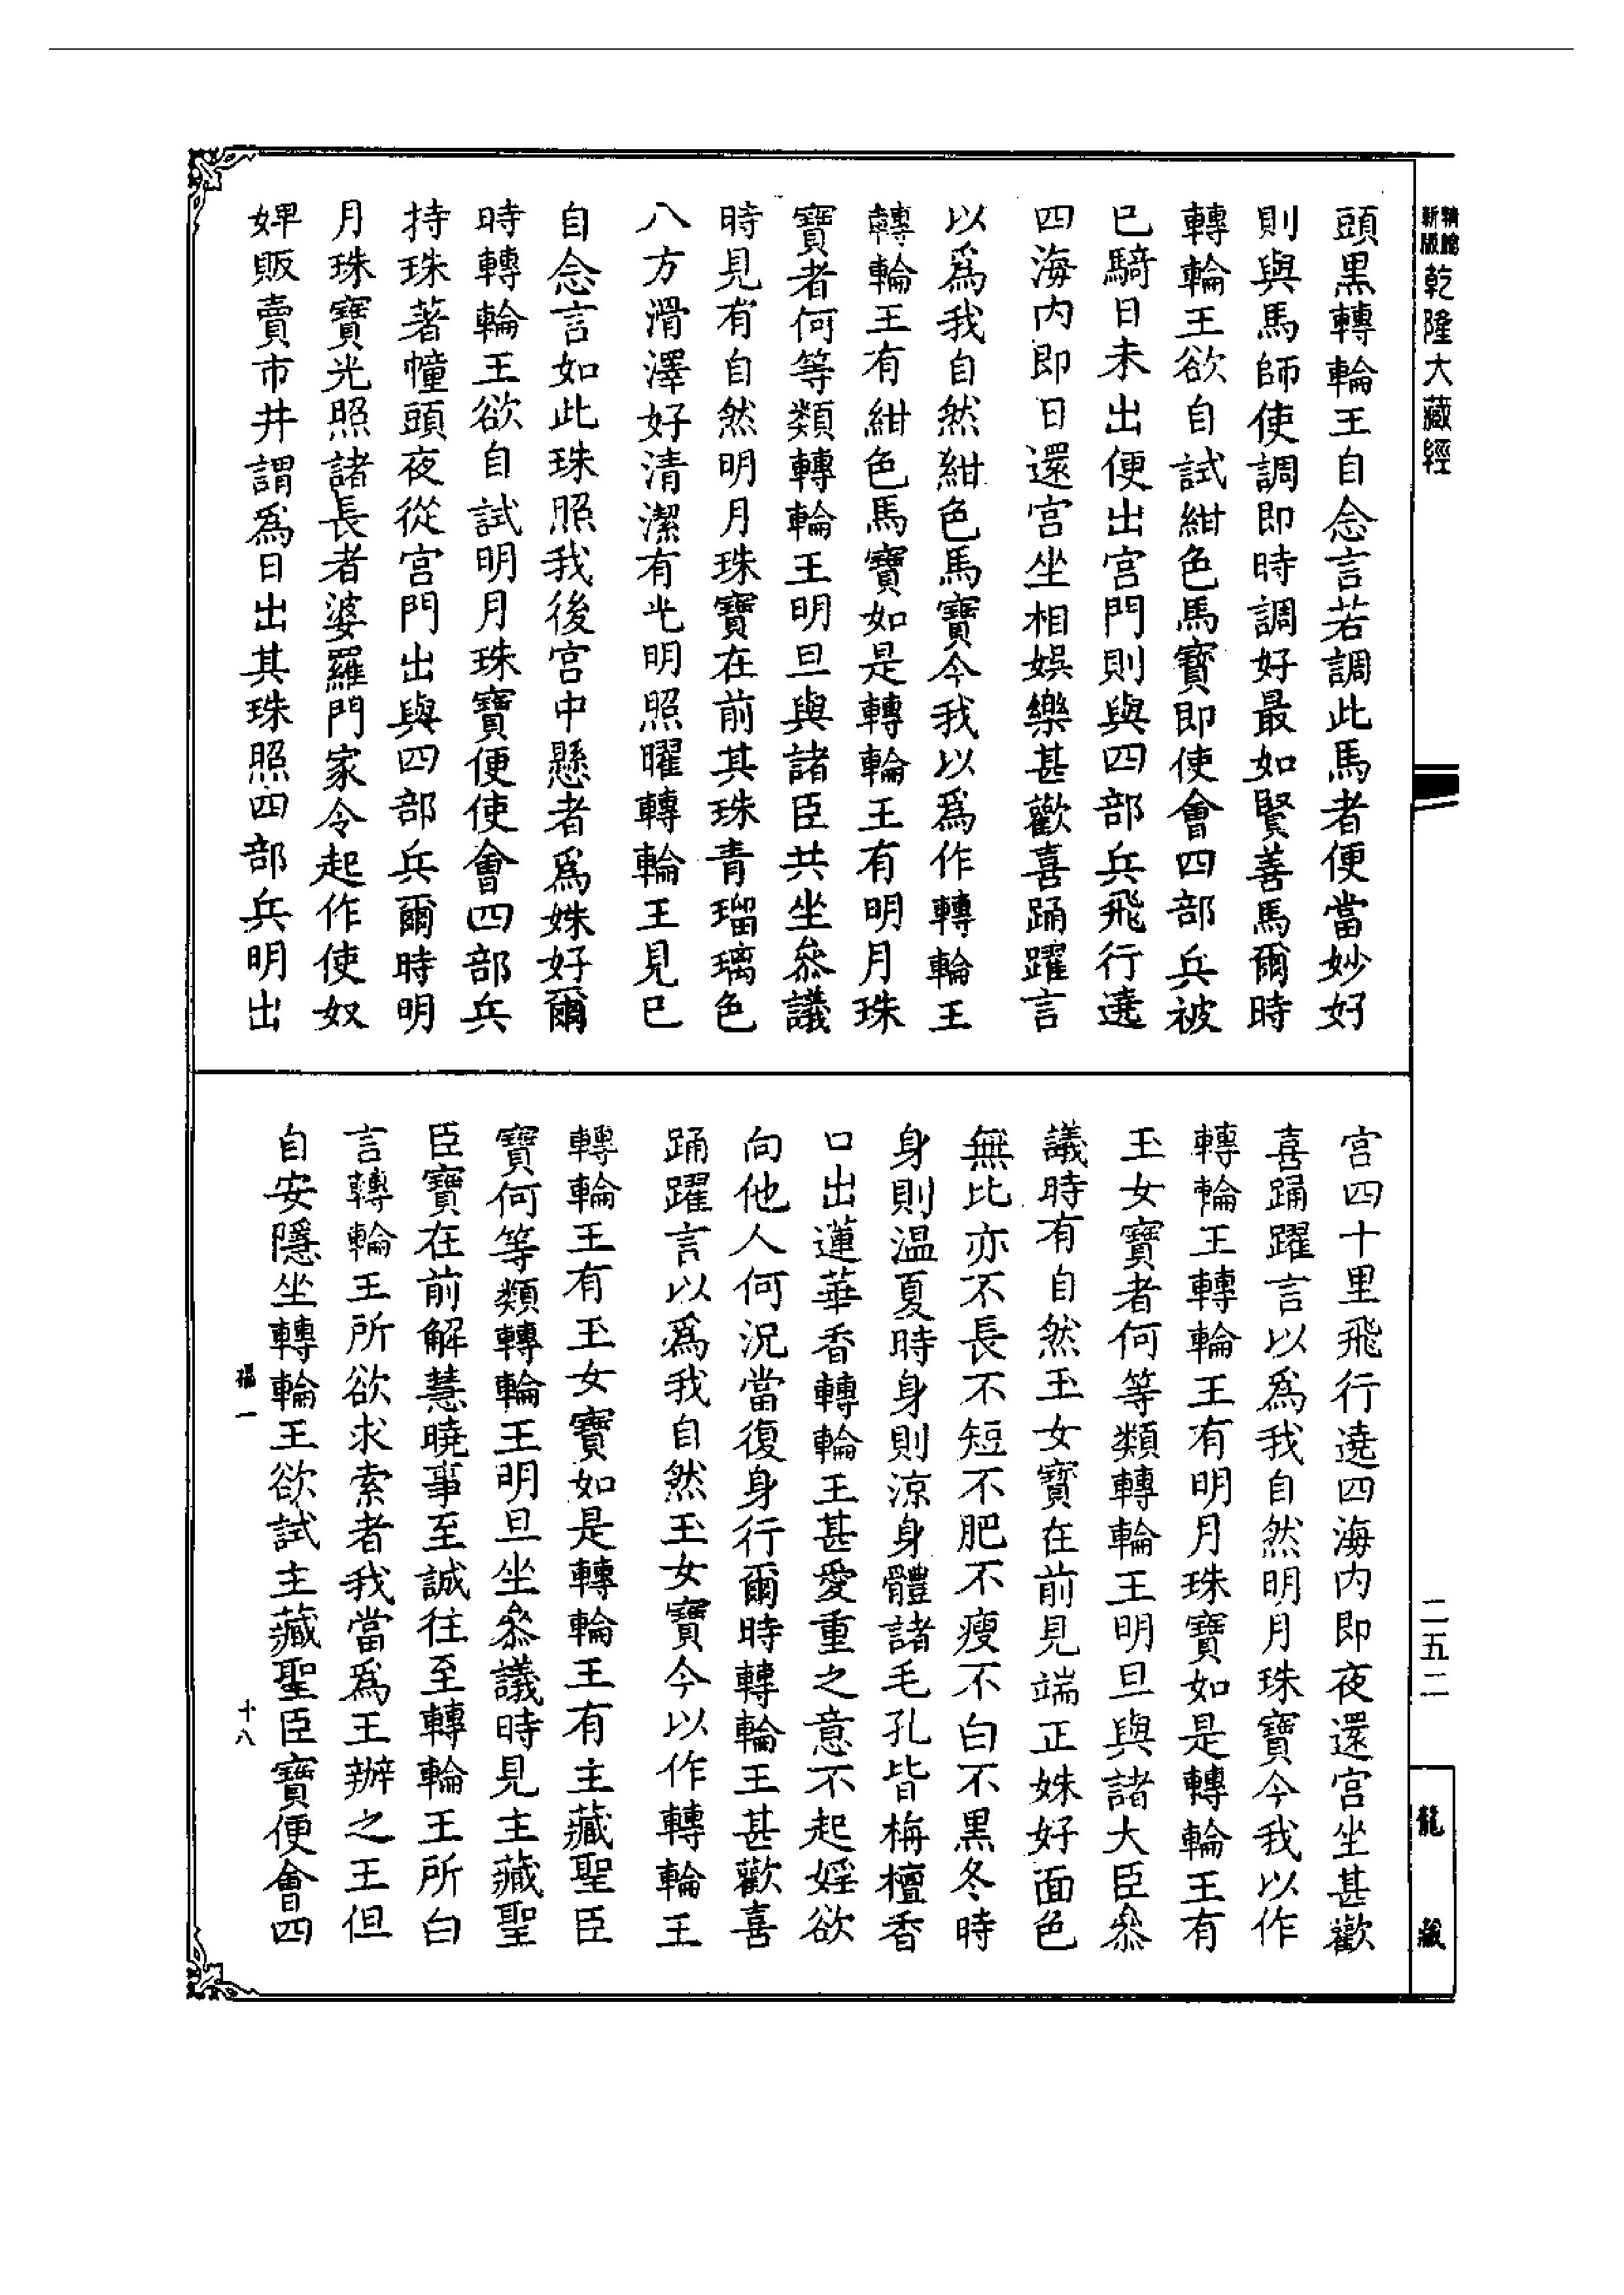 新版 精縮 乾隆大藏經
頭黑轉輪王自念言若調此馬者便當妙好
則與馬師使調即時調好最如賢善馬爾時
轉輪王欲自試紺色馬寶即使會四部兵被
已騎日未出便出宮門則與四部兵飛行遶
四海內即日還宮坐相娛樂甚歡喜踊躍言
以爲我自然紺色馬寶今我以爲作轉輪王
轉輪王有紺色馬寶如是轉輪王有明月珠
寶者何等類轉輪王明旦與諸臣共坐叅議
時見有自然明月珠寶在前其珠青瑠璃色
八方滑澤好清潔有光明照曜轉輪王見已
自念言如此珠照我後宮中懸者爲姝好爾
時轉輪王欲自試明月珠寶便使會四部兵
持珠著幢頭夜從宮門出與四部兵爾時明
月珠寶光照諸長者婆羅門家令起作使奴
婢販賣市井謂爲日出其珠照四部兵明出
宮四十里飛行遶四海內即夜還宮坐甚歡
喜踊躍言以爲我自然明月珠寶今我以作
轉輪王轉輪王有明月珠寶如是轉輪王有
玉女寶者何等類轉輪王明旦與諸大臣叅
議時有自然玉女寶在前見端正姝好面色
無比亦不長不短不肥不瘦不白不黑冬時
身則温夏時身則涼身體諸毛孔皆栴檀香
口出蓮華香轉輪王甚愛重之意不起婬欲
向他人何況當復身行爾時轉輪王甚歡喜
踊躍言以爲我自然玉女寶今以作轉輪王
轉輪王有玉女寶如是轉輪王有主藏聖臣
寶何等類轉輪王明旦坐叅議時見主藏聖
臣寶在前解慧曉事至誠往至轉輪王所白
言轉輪王所欲求索者我當爲王辦之王但
自安隱坐轉輪王欲試主藏聖臣寶便會四
福一 十八
二五二
龍藏